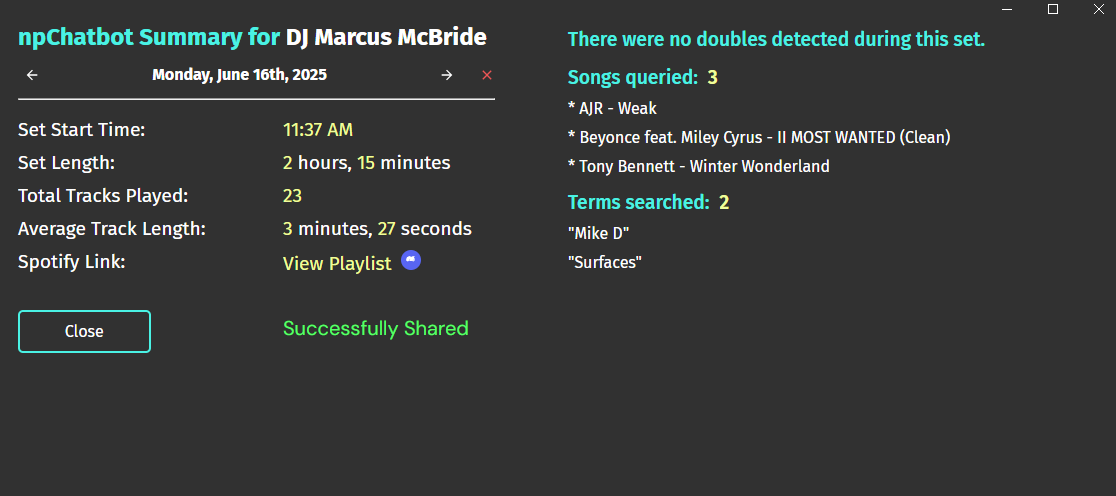 npChatbot Summary for DJ Marcus McBride
Monday, June 16th, 2025
Set Start Time: 11:37 AM
Set Length: 2 hours, 15 minutes
Total Tracks Played: 23
Average Track Length: 3 minutes, 27 seconds
Spotify Link: View Playlist
Close
Successfully Shared
There were no doubles detected during this set.
Songs queried: 3
* AJR - Weak
* Beyonce feat. Miley Cyrus - II MOST WANTED (Clean)
* Tony Bennett - Winter Wonderland
Terms searched: 2
"Mike D"
"Surfaces"